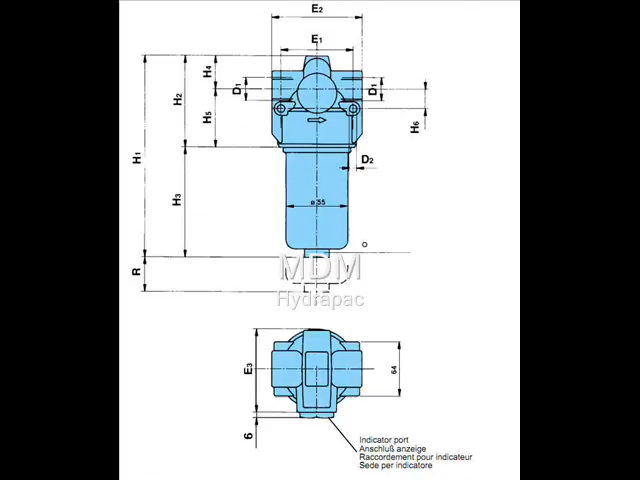 E2
E1
H4
D1
D1
H2
H5
H6
H1
D2
H3
ø 55
O
R
MDM
Hydrapac
E3
64
6
Indicator port
Anschluß anzeige
Raccordement pour indicateur
Sede per indicatore